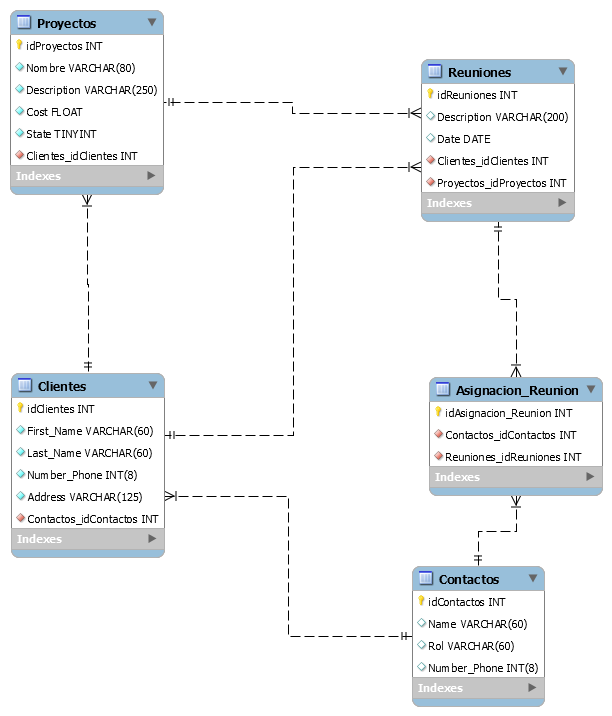 Proyectos
idProyectos INT
Nombre VARCHAR(80)
Description VARCHAR(250)
Cost FLOAT
State TINYINT
Clientes_idClientes INT
Indexes
Reuniones
idReuniones INT
Description VARCHAR(200)
Date DATE
Clientes_idClientes INT
Proyectos_idProyectos INT
Indexes
Clientes
idClientes INT
First_Name VARCHAR(60)
Last_Name VARCHAR(60)
Number_Phone INT(8)
Address VARCHAR(125)
Contactos_idContactos INT
Indexes
Asignacion_Reunion
idAsignacion_Reunion INT
Contactos_idContactos INT
Reuniones_idReuniones INT
Indexes
Contactos
idContactos INT
Name VARCHAR(60)
Rol VARCHAR(60)
Number_Phone INT(8)
Indexes